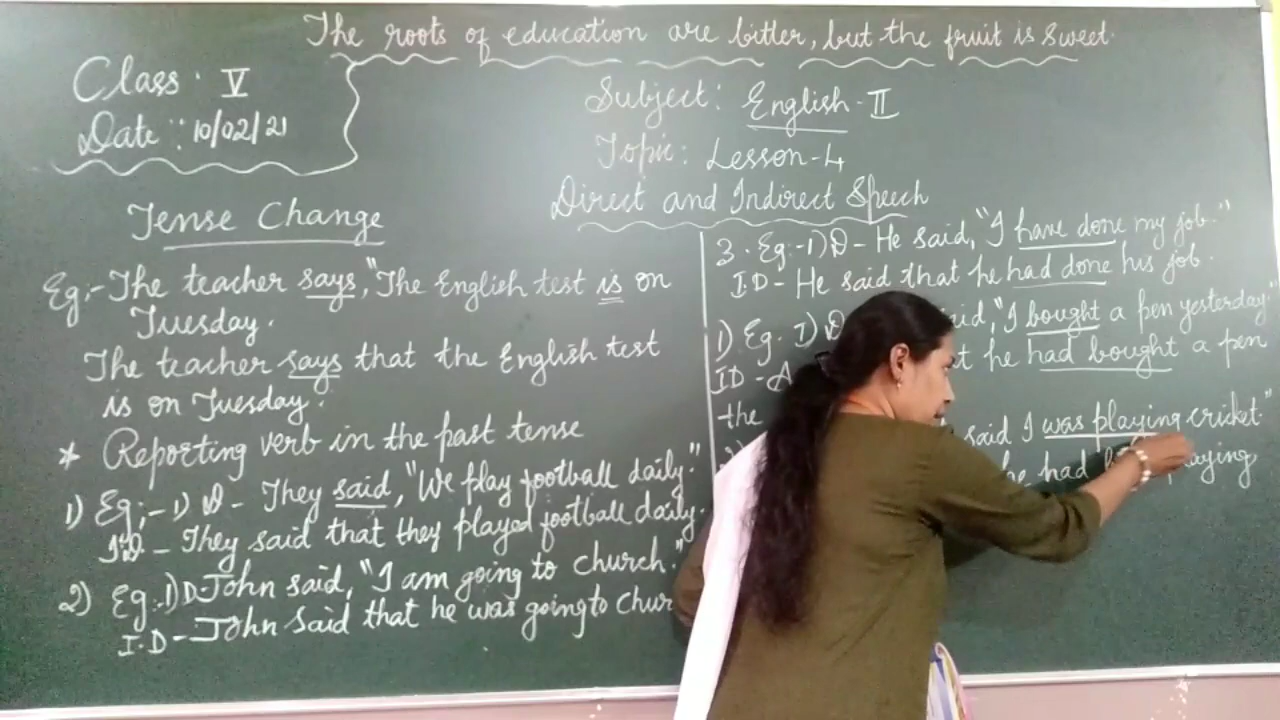 The roots of education are bitter, but the fruit is sweet.
Class : V
Date :: 10/02/21
Subject: English - II
Topic: Lesson-4
Direct and Indirect Speech
Tense Change
Eg:- The teacher says, "The English test is on
Tuesday.
The teacher says that the English test
is on Tuesday.
* Reporting verb in the past tense
1) Eg:- 1) D - They said, "We play football daily."
I.D. - They said that they played football daily.
2) Eg:-1) D- John said, "I am going to church."
I.D - John said that he was going to chur
3. Eg:-1) D - He said, "I have done my job."
I.D - He said that he had done his job.
1) Eg. 1) D said, "I bought a pen yesterday."
ID - A he had bought a pen
the
said I was playing cricket."
he had playing